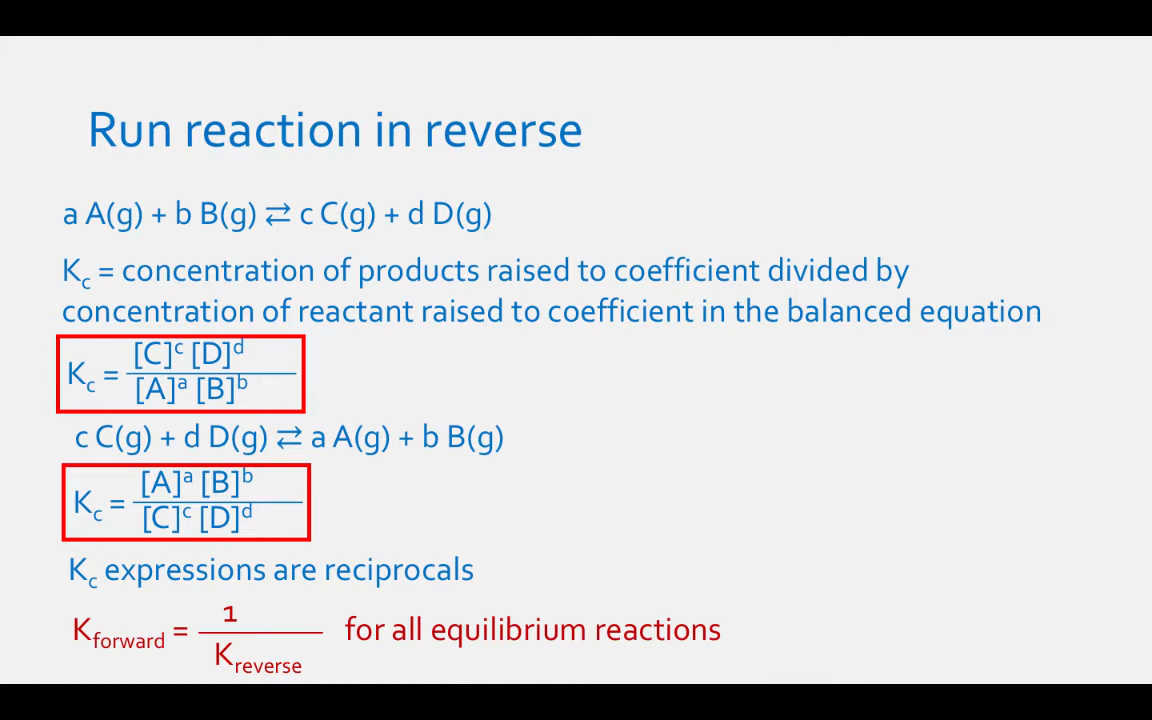 Run reaction in reverse
a A(g) + b B(g) ⇄ c C(g) + d D(g)
Kc = concentration of products raised to coefficient divided by
concentration of reactant raised to coefficient in the balanced equation
Kc = [C]^c [D]^d / [A]^a [B]^b
c C(g) + d D(g) ⇄ a A(g) + b B(g)
Kc = [A]^a [B]^b / [C]^c [D]^d
Kc expressions are reciprocals
Kforward = 1 / Kreverse for all equilibrium reactions